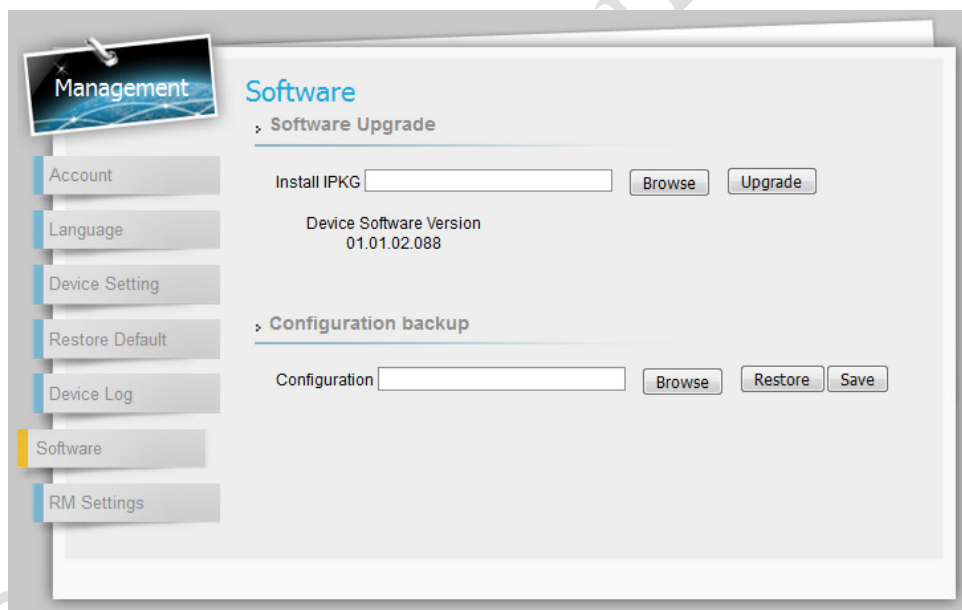 Management
Account
Language
Device Setting
Restore Default
Device Log
Software
RM Settings
Software
Software Upgrade
Install IPKG Browse Upgrade
Device Software Version
01.01.02.088
Configuration backup
Configuration Browse Restore Save